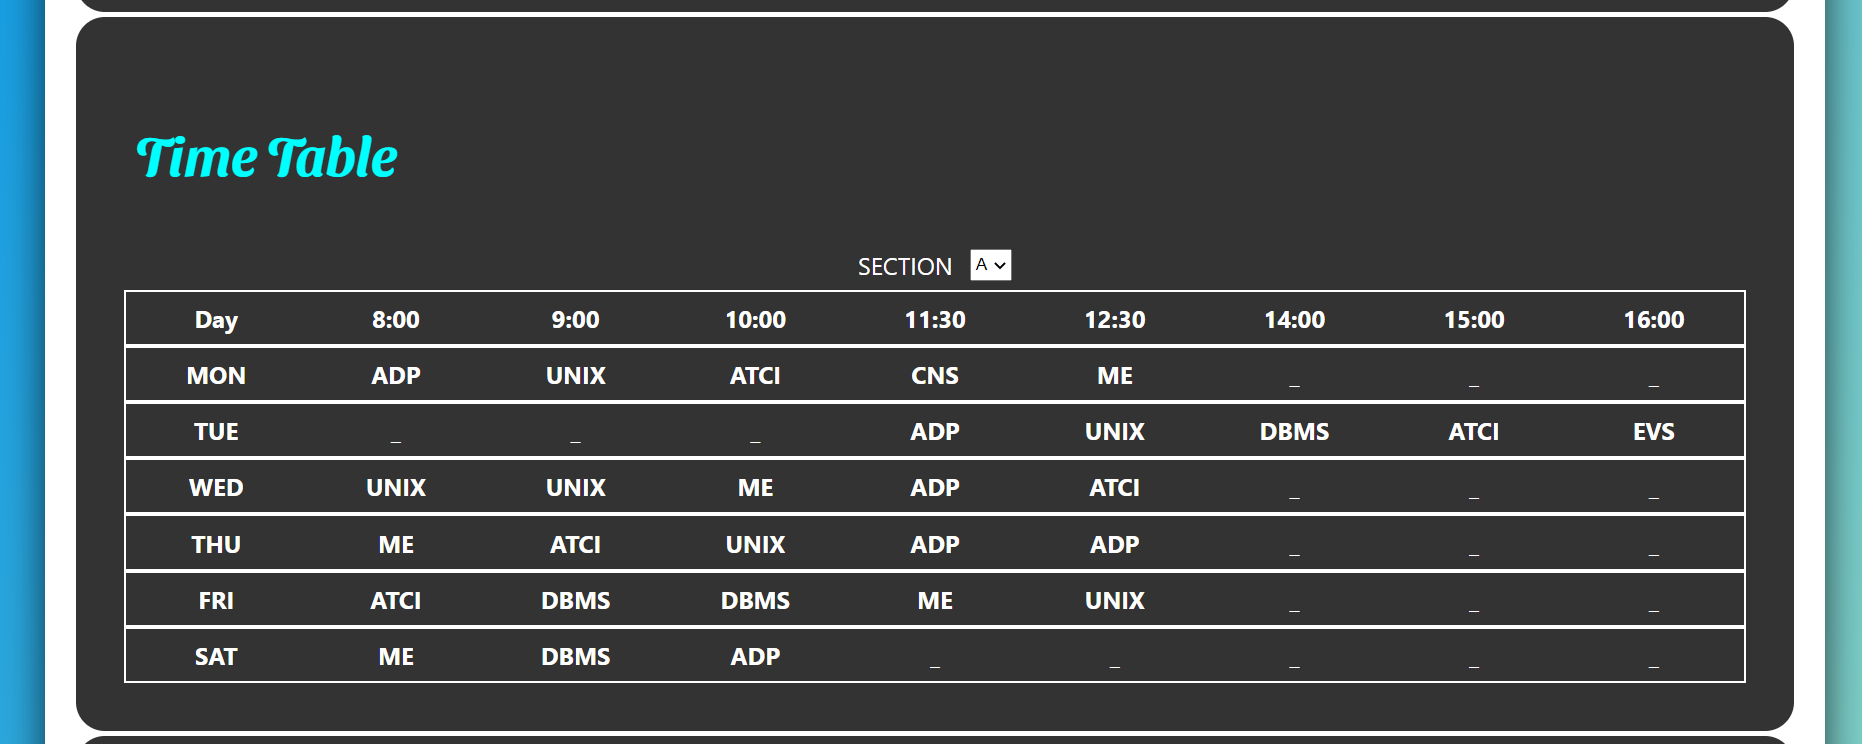 Time Table
SECTION A
Day 8:00 9:00 10:00 11:30 12:30 14:00 15:00 16:00
MON ADP UNIX ATCI CNS ME _ _ _
TUE _ _ _ ADP UNIX DBMS ATCI EVS
WED UNIX UNIX ME ADP ATCI _ _ _
THU ME ATCI UNIX ADP ADP _ _ _
FRI ATCI DBMS DBMS ME UNIX _ _ _
SAT ME DBMS ADP _ _ _ _ _